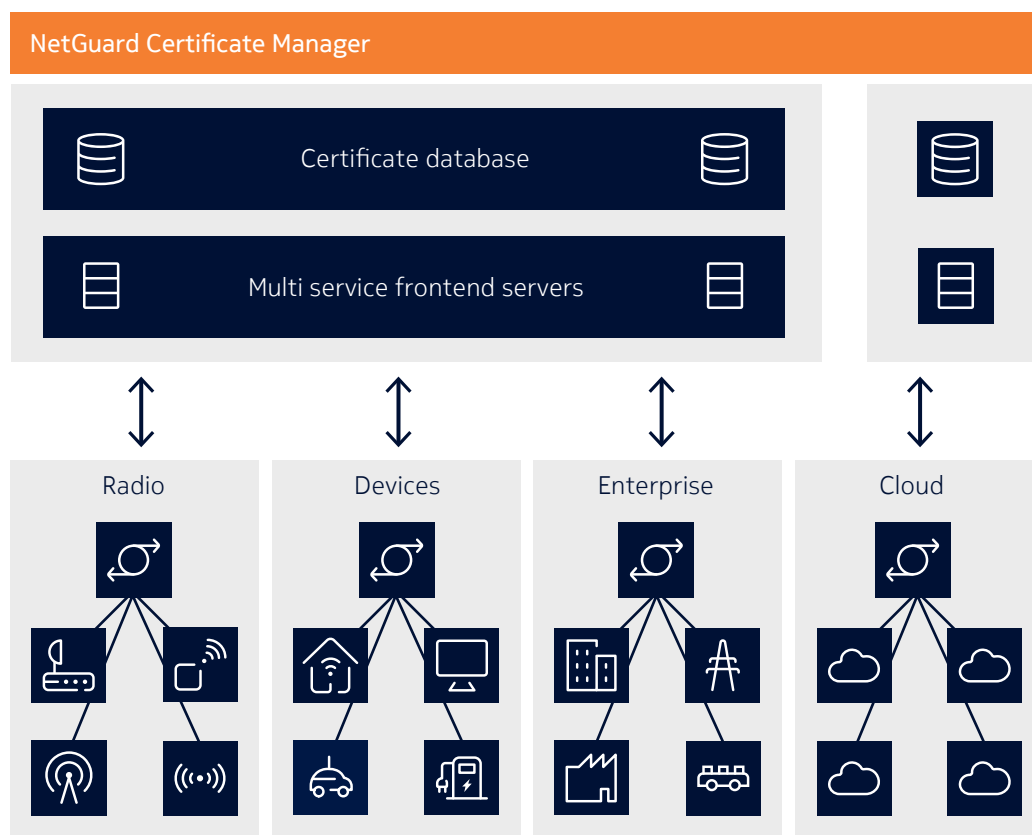 NetGuard Certificate Manager
Certificate database
Multi service frontend servers
Radio
Devices
Enterprise
Cloud